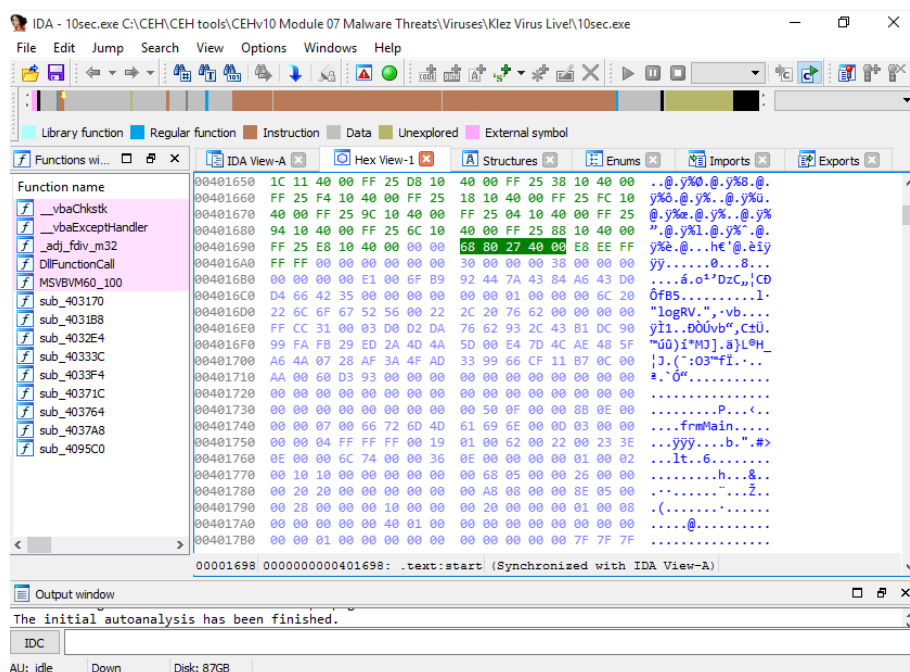 IDA - 10sec.exe C:\CEH\CEH tools\CEHv10 Module 07 Malware Threats\Viruses\Klez Virus Live!\10sec.exe
File Edit Jump Search View Options Windows Help
Library function Regular function Instruction Data Unexplored External symbol
Functions wi...
IDA View-A Hex View-1 Structures Enums Imports Exports
Function name
__vbaChkstk
__vbaExceptHandler
_adj_fdiv_m32
DllFunctionCall
MSVBVM60_100
sub_403170
sub_4031B8
sub_4032E4
sub_40333C
sub_4033F4
sub_40371C
sub_403764
sub_4037A8
sub_4095C0
00401650 1C 11 40 00 FF 25 D8 10 40 00 FF 25 38 10 40 00 ..@.ÿ%Ø.@.ÿ%8.@.
00401660 FF 25 F4 10 40 00 FF 25 18 10 40 00 FF 25 FC 10 ÿ%ô.@.ÿ%..@.ÿ%ü.
00401670 40 00 FF 25 9C 10 40 00 FF 25 04 10 40 00 FF 25 @.ÿ%œ.@.ÿ%..@.ÿ%
00401680 94 10 40 00 FF 25 6C 10 40 00 FF 25 88 10 40 00 ”.@.ÿ%l.@.ÿ%ˆ.@.
00401690 FF 25 E8 10 40 00 00 00 68 80 27 40 00 E8 EE FF ÿ%è.@...h€'@.èîÿ
004016A0 FF FF 00 00 00 00 00 00 30 00 00 00 38 00 00 00 ÿÿ......0...8...
004016B0 00 00 00 00 E1 00 6F B9 92 44 7A 43 84 A6 43 D0 ....á.o¹’DzC„¦CÐ
004016C0 D4 66 42 35 00 00 00 00 00 00 01 00 00 00 6C 20 ÔfB5..........l·
004016D0 22 6C 6F 67 52 56 00 22 2C 20 76 62 00 00 00 00 "logRV.",·vb....
004016E0 FF CC 31 00 03 D0 D2 DA 76 62 93 2C 43 B1 DC 90 ÿÌ1..ÐÒÚvb“,C±Ü.
004016F0 99 FA FB 29 ED 2A 4D 4A 5D 00 E4 7D 4C AE 48 5F ™úû)í*MJ].ä}L®H_
00401700 A6 4A 07 28 AF 3A 4F AD 33 99 66 CF 11 B7 0C 00 ¦J.(¯:O3™fÏ.·..
00401710 AA 00 60 D3 93 00 00 00 00 00 00 00 00 00 00 00 ª.`Ó“...........
00401720 00 00 00 00 00 00 00 00 00 00 00 00 00 00 00 00 ................
00401730 00 00 00 00 00 00 00 00 00 50 0F 00 00 8B 0E 00 .........P...‹..
00401740 00 00 07 00 66 72 6D 4D 61 69 6E 00 0D 03 00 00 ....frmMain.....
00401750 00 00 04 FF FF FF 00 19 01 00 62 00 22 00 23 3E ...ÿÿÿ....b.".#>
00401760 0E 00 00 6C 74 00 00 36 0E 00 00 00 00 01 00 02 ...lt..6........
00401770 00 10 10 00 00 00 00 00 00 68 05 00 00 26 00 00 .........h...&..
00401780 00 20 20 00 00 00 00 00 00 A8 08 00 00 8E 05 00 .··......¨...Ž..
00401790 00 28 00 00 00 10 00 00 00 20 00 00 00 01 00 08 .(.......·......
004017A0 00 00 00 00 00 40 01 00 00 00 00 00 00 00 00 00 .....@..........
004017B0 00 00 01 00 00 00 00 00 00 00 00 00 00 7F 7F 7F ................
00001698 0000000000401698: .text:start (Synchronized with IDA View-A)
Output window
The initial autoanalysis has been finished.
IDC
AU: idle Down Disk: 87GB